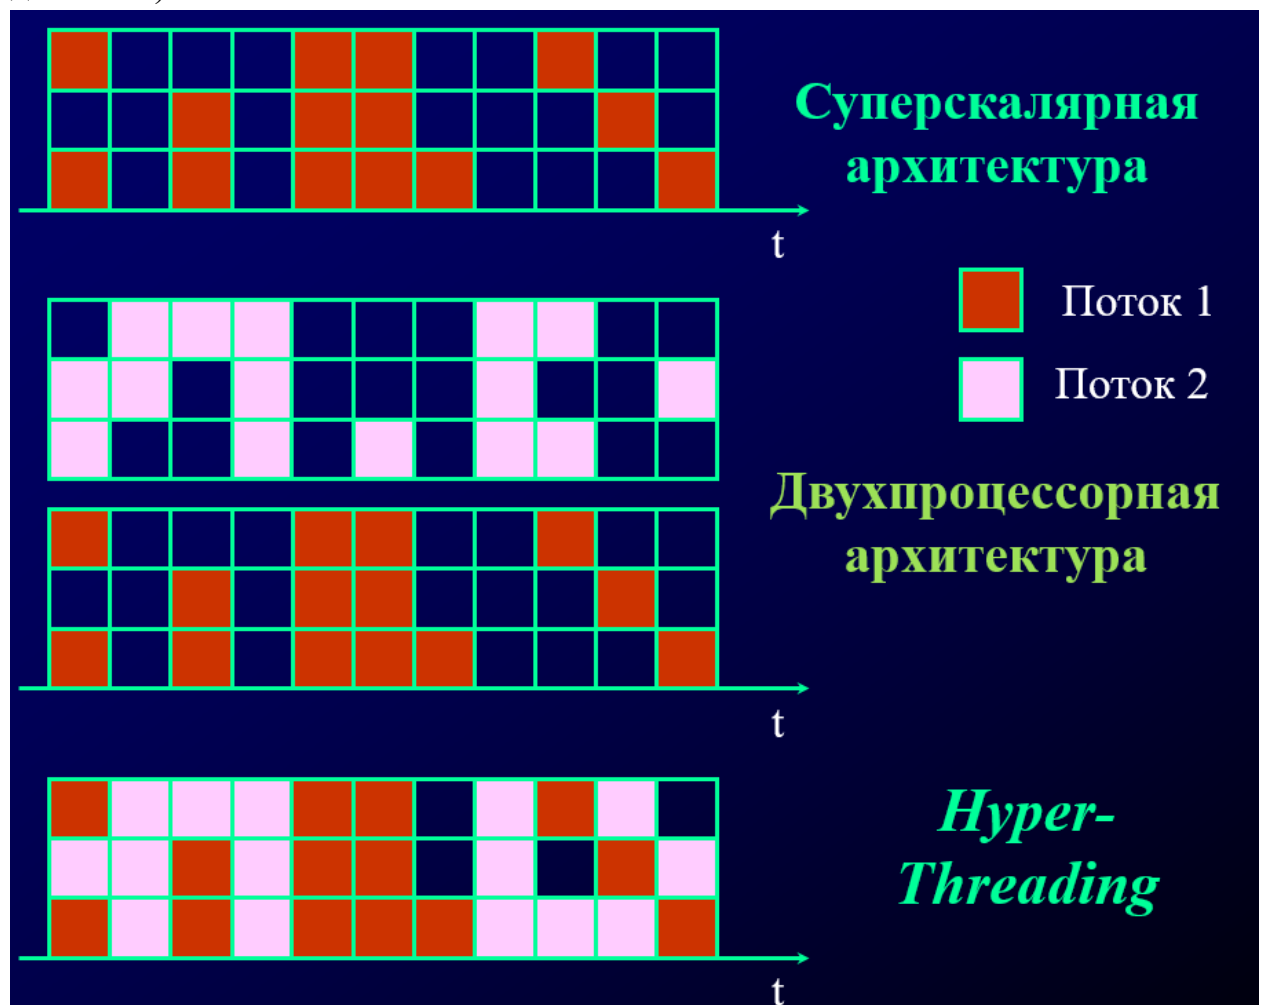 Суперскалярная
архитектура
t
Поток 1
Поток 2
Двухпроцессорная
архитектура
t
Hyper-
Threading
t